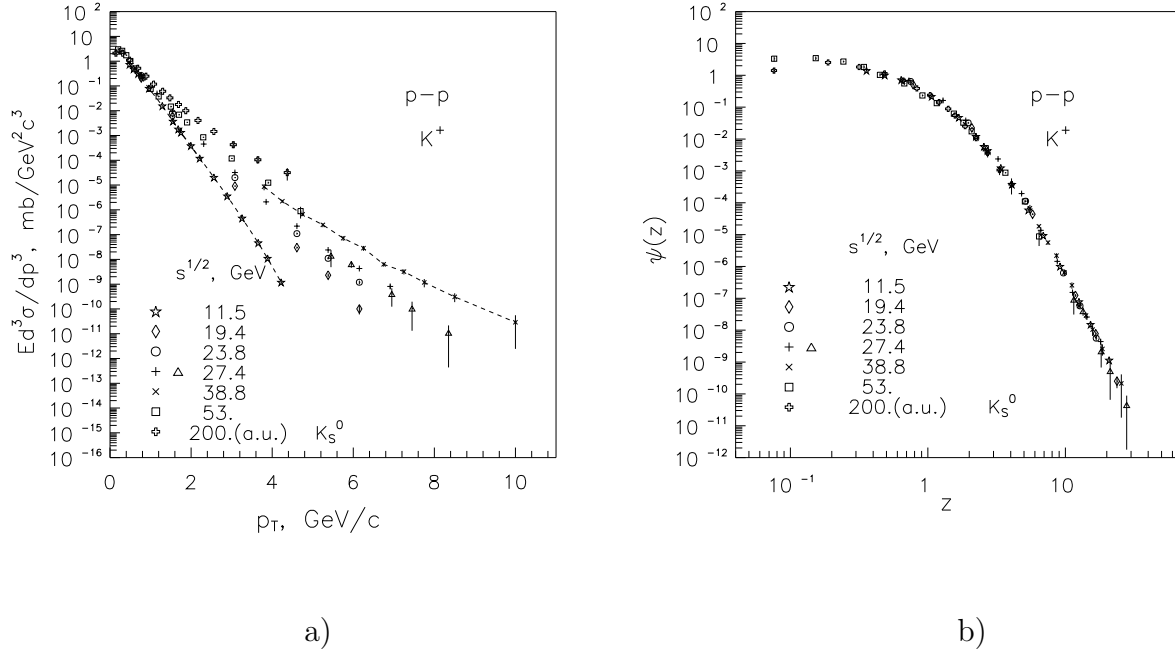 Ed³σ/dp³, mb/GeV²c³
10 ²
10
1
10 ⁻¹
10 ⁻²
10 ⁻³
10 ⁻⁴
10 ⁻⁵
10 ⁻⁶
10 ⁻⁷
10 ⁻⁸
10 ⁻⁹
10 ⁻¹⁰
10 ⁻¹¹
10 ⁻¹²
10 ⁻¹³
10 ⁻¹⁴
10 ⁻¹⁵
10 ⁻¹⁶
p–p
K⁺
s¹/², GeV
11.5
19.4
23.8
27.4
38.8
53.
200.(a.u.) K_S⁰
0 2 4 6 8 10
p_T, GeV/c
a)
ψ(z)
10 ²
10
1
10 ⁻¹
10 ⁻²
10 ⁻³
10 ⁻⁴
10 ⁻⁵
10 ⁻⁶
10 ⁻⁷
10 ⁻⁸
10 ⁻⁹
10 ⁻¹⁰
10 ⁻¹¹
10 ⁻¹²
p–p
K⁺
s¹/², GeV
11.5
19.4
23.8
27.4
38.8
53.
200.(a.u.) K_S⁰
10 ⁻¹ 1 10
z
b)